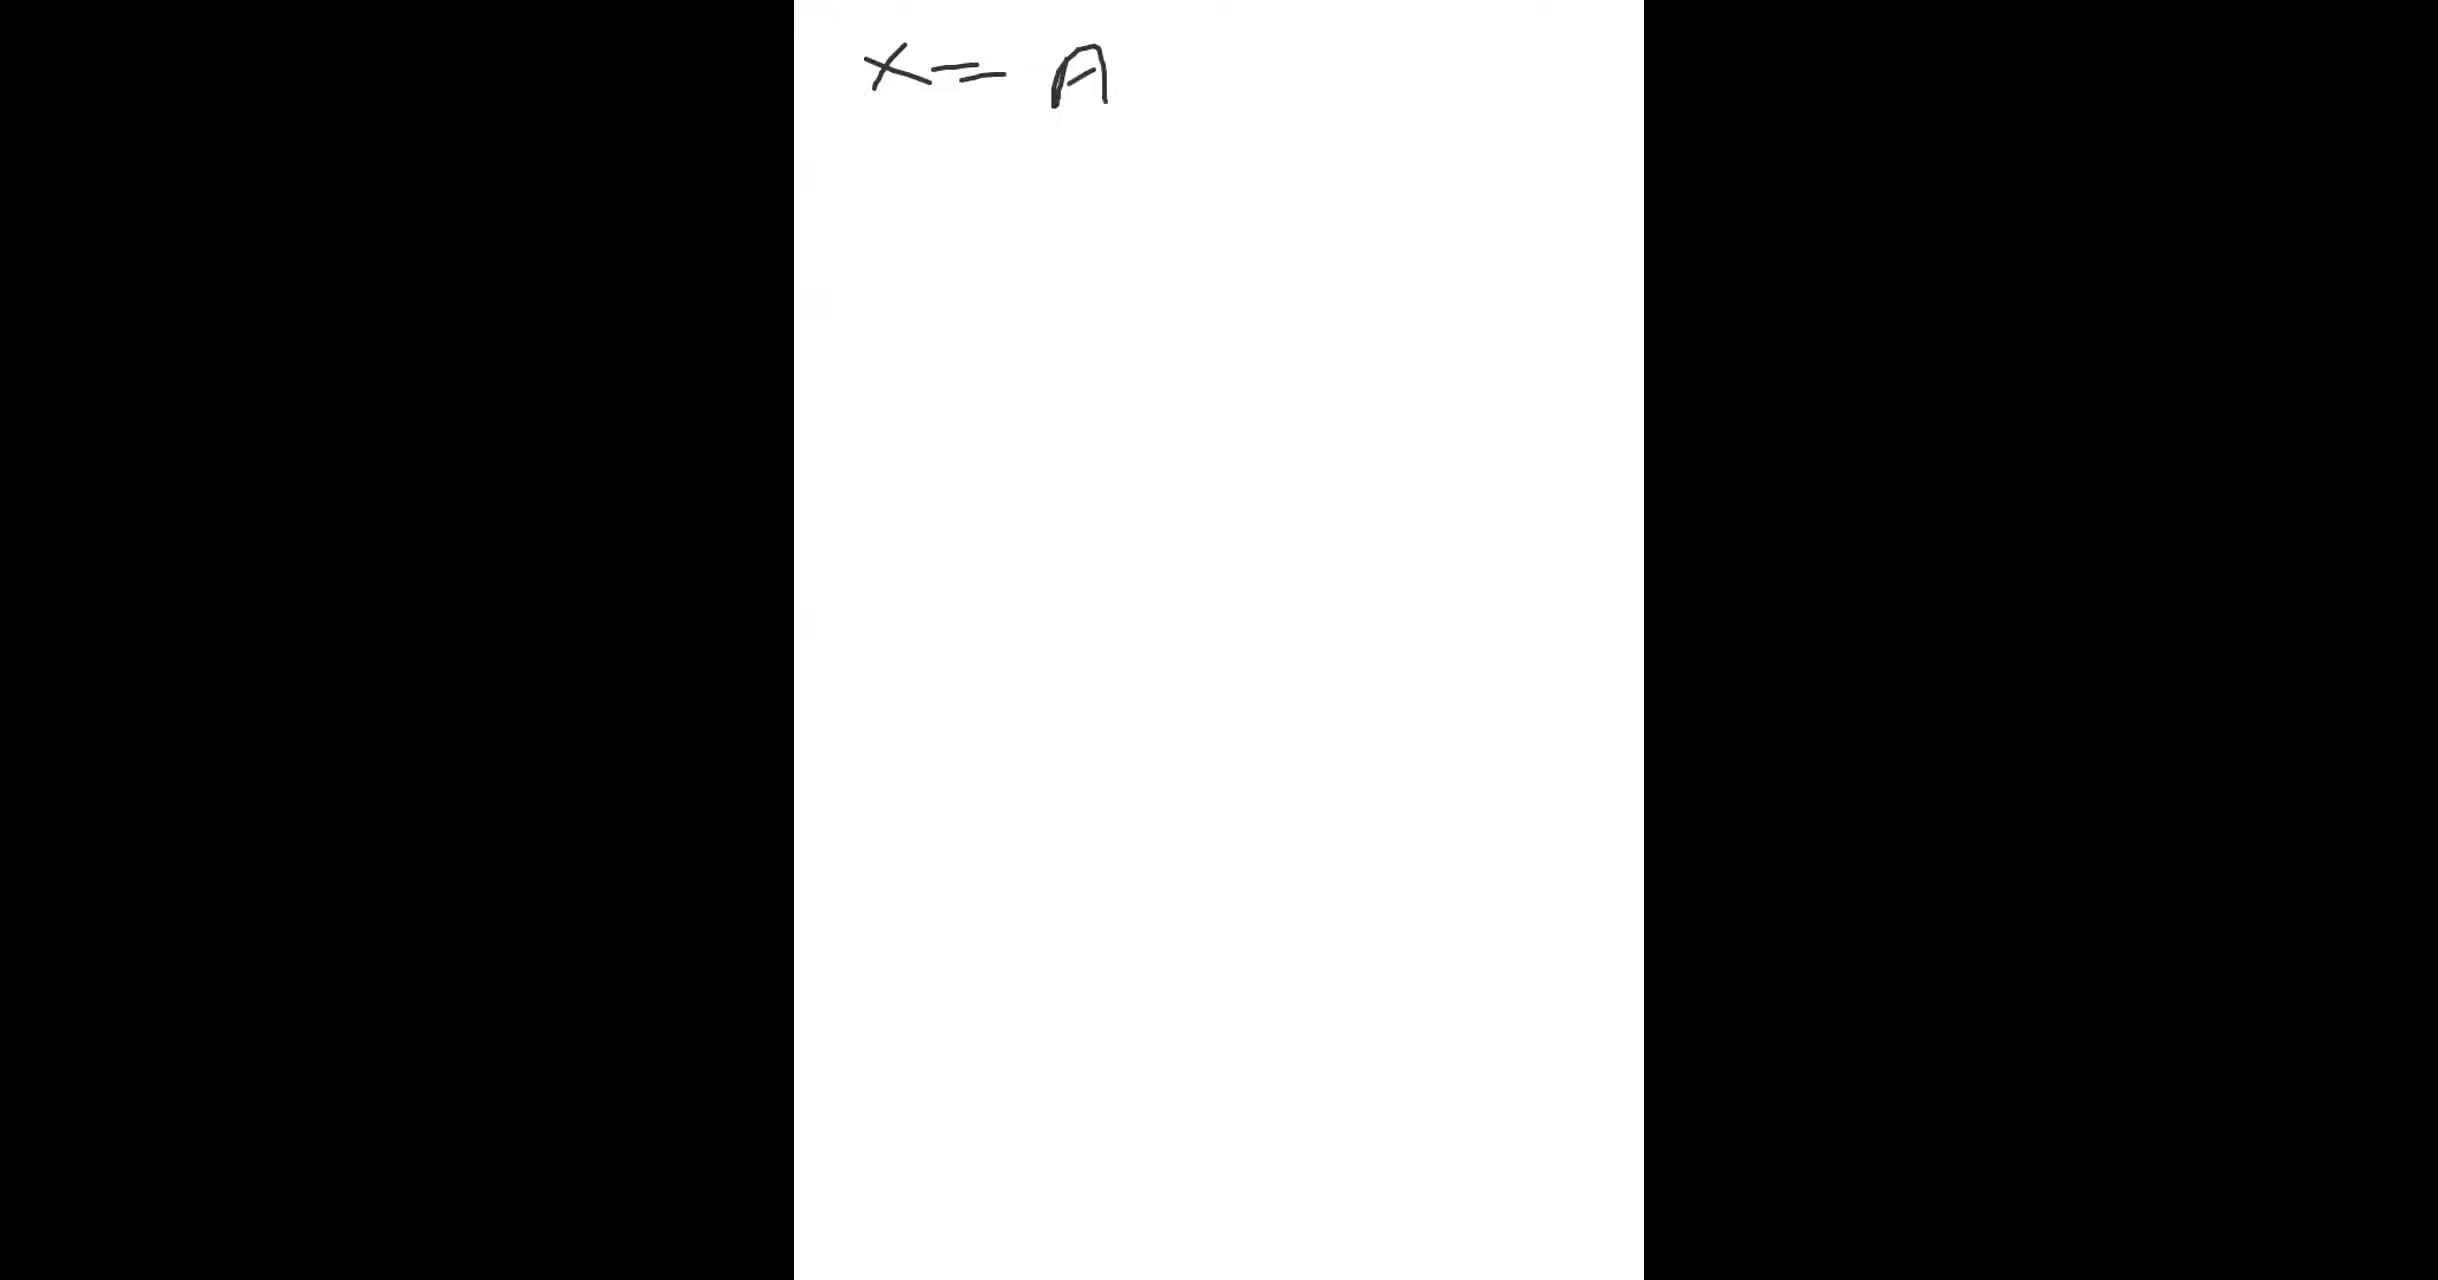 x = A